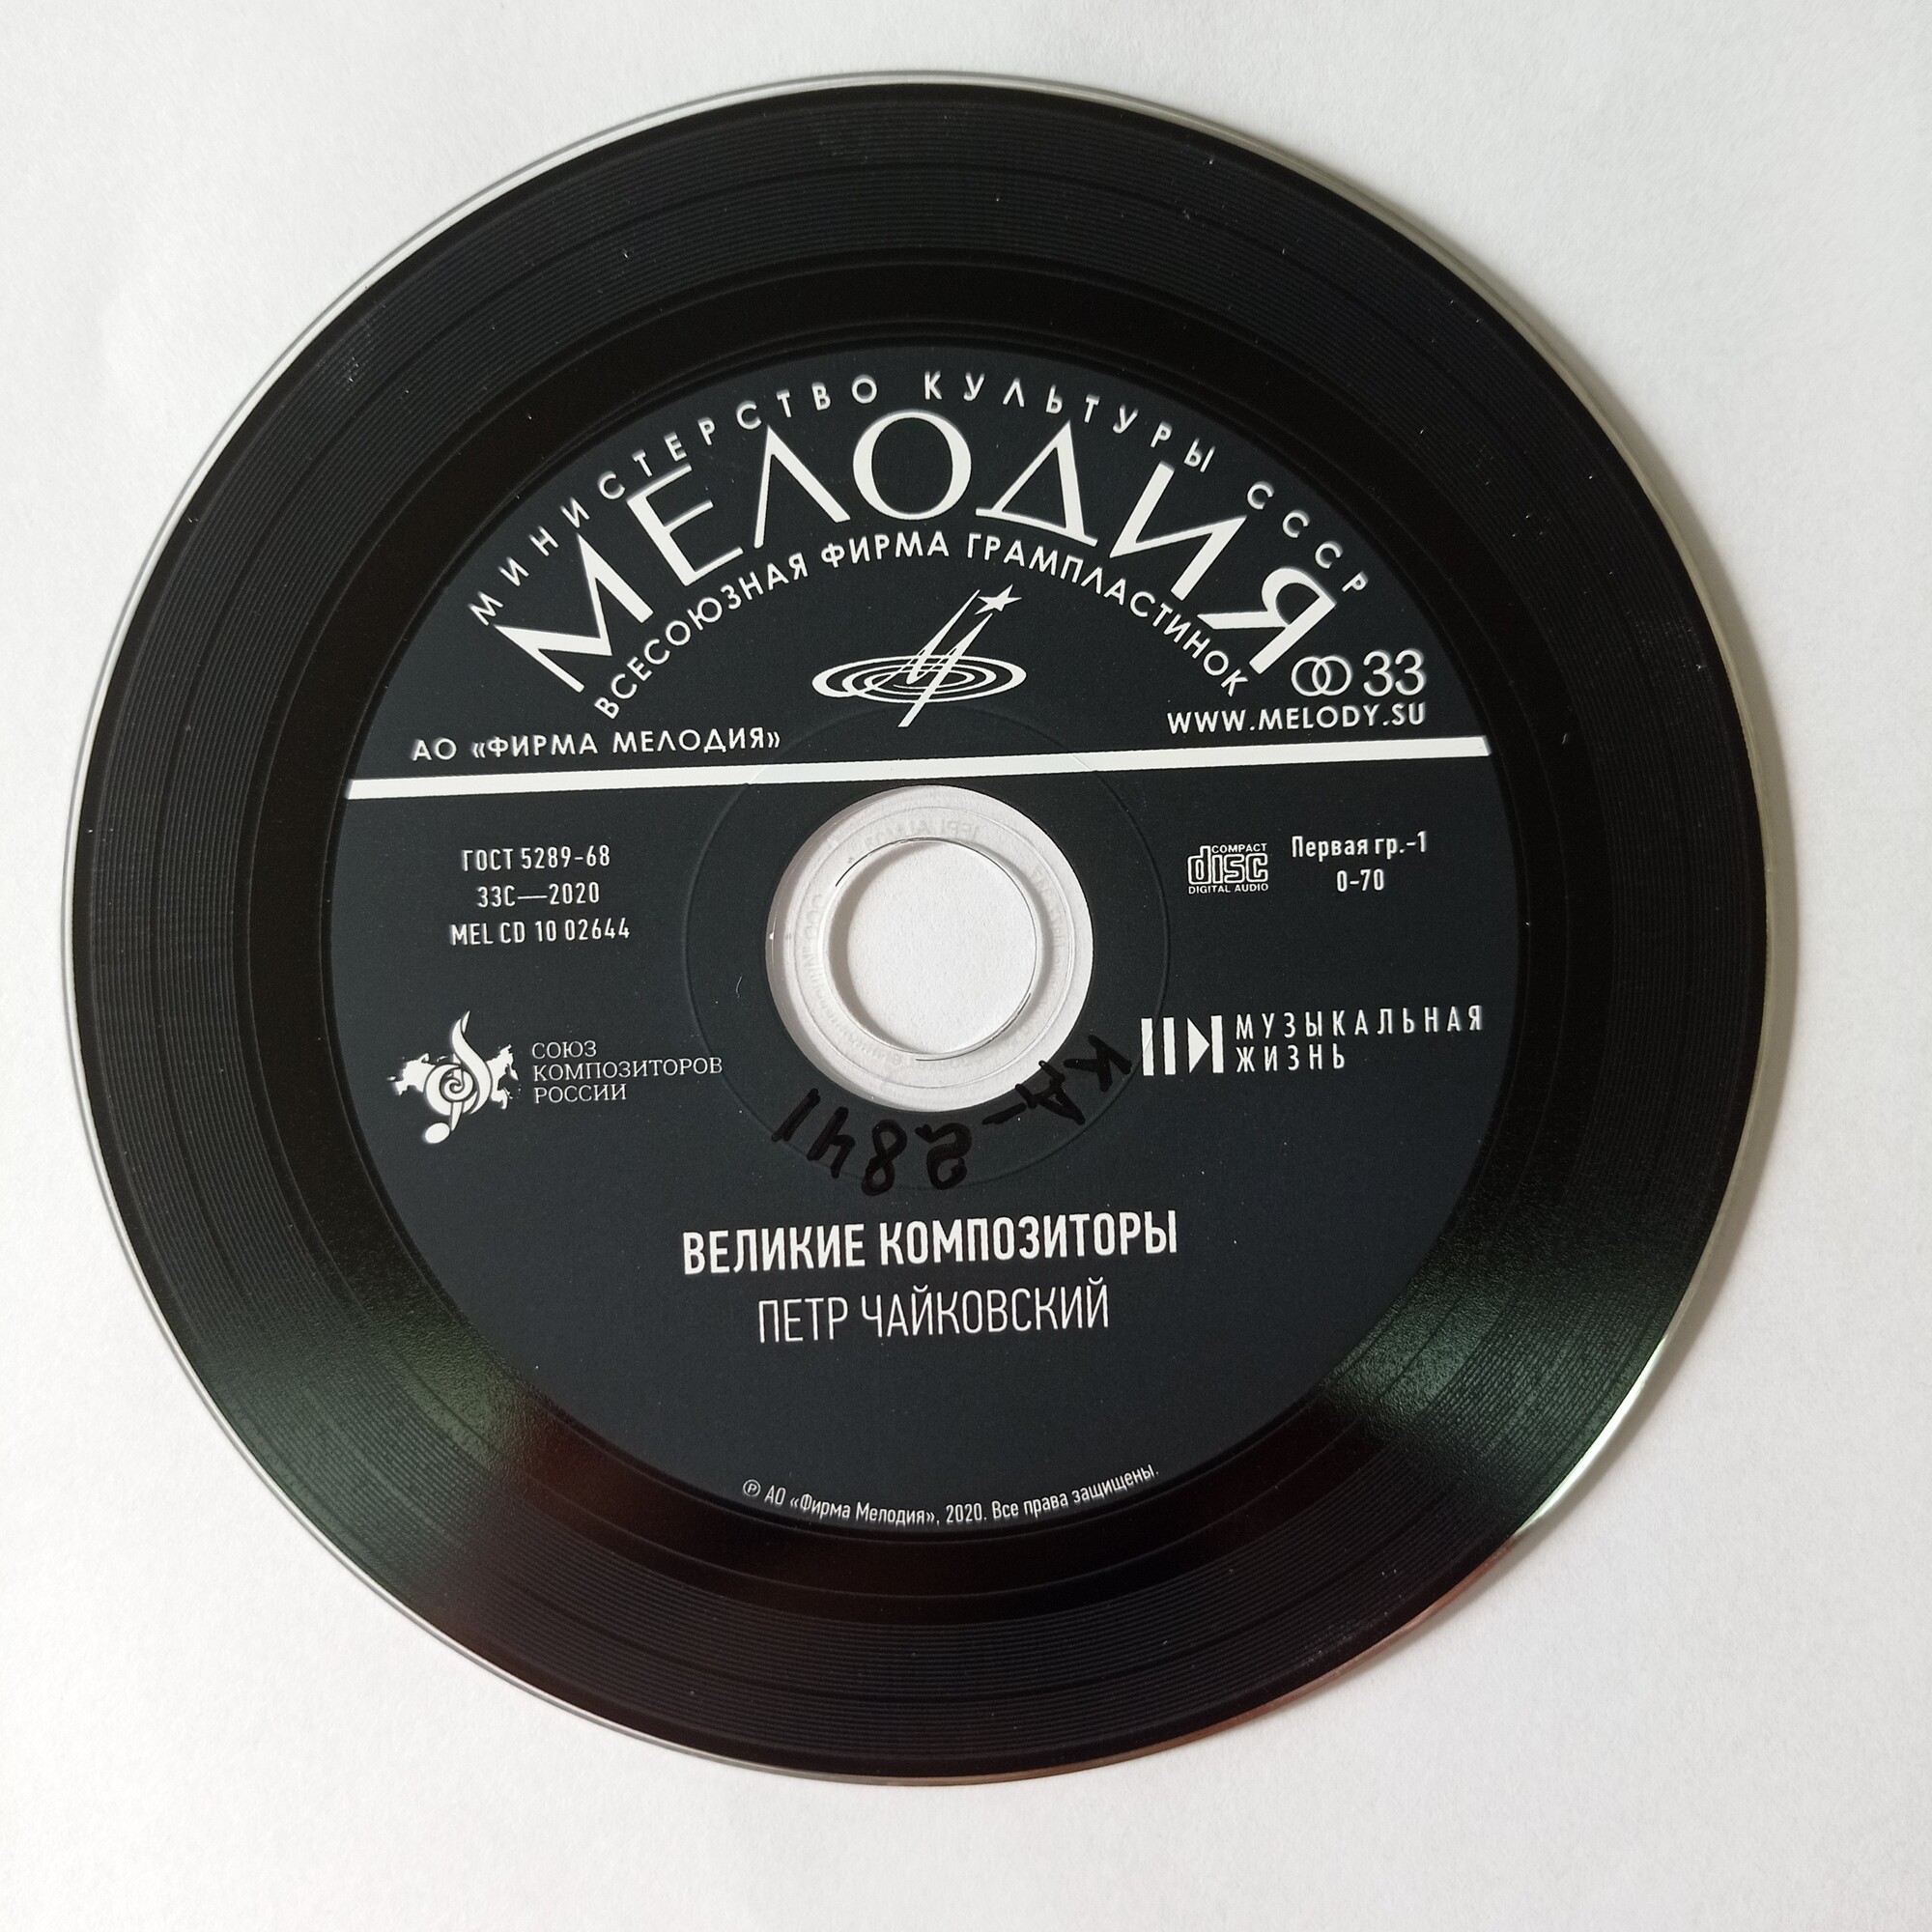 МИНИСТЕРСТВО КУЛЬТУРЫ СССР
МЕЛОДИЯ
ВСЕСОЮЗНАЯ ФИРМА ГРАМПЛАСТИНОК
33
WWW.MELODY.SU
АО «ФИРМА МЕЛОДИЯ»
ГОСТ 5289-68
33С—2020
MEL CD 10 02644
COMPACT
disc
DIGITAL AUDIO
Первая гр.-1
0-70
СОЮЗ
КОМПОЗИТОРОВ
РОССИИ
МУЗЫКАЛЬНАЯ
ЖИЗНЬ
КД-2841
ВЕЛИКИЕ КОМПОЗИТОРЫ
ПЕТР ЧАЙКОВСКИЙ
℗ АО «Фирма Мелодия», 2020. Все права защищены.